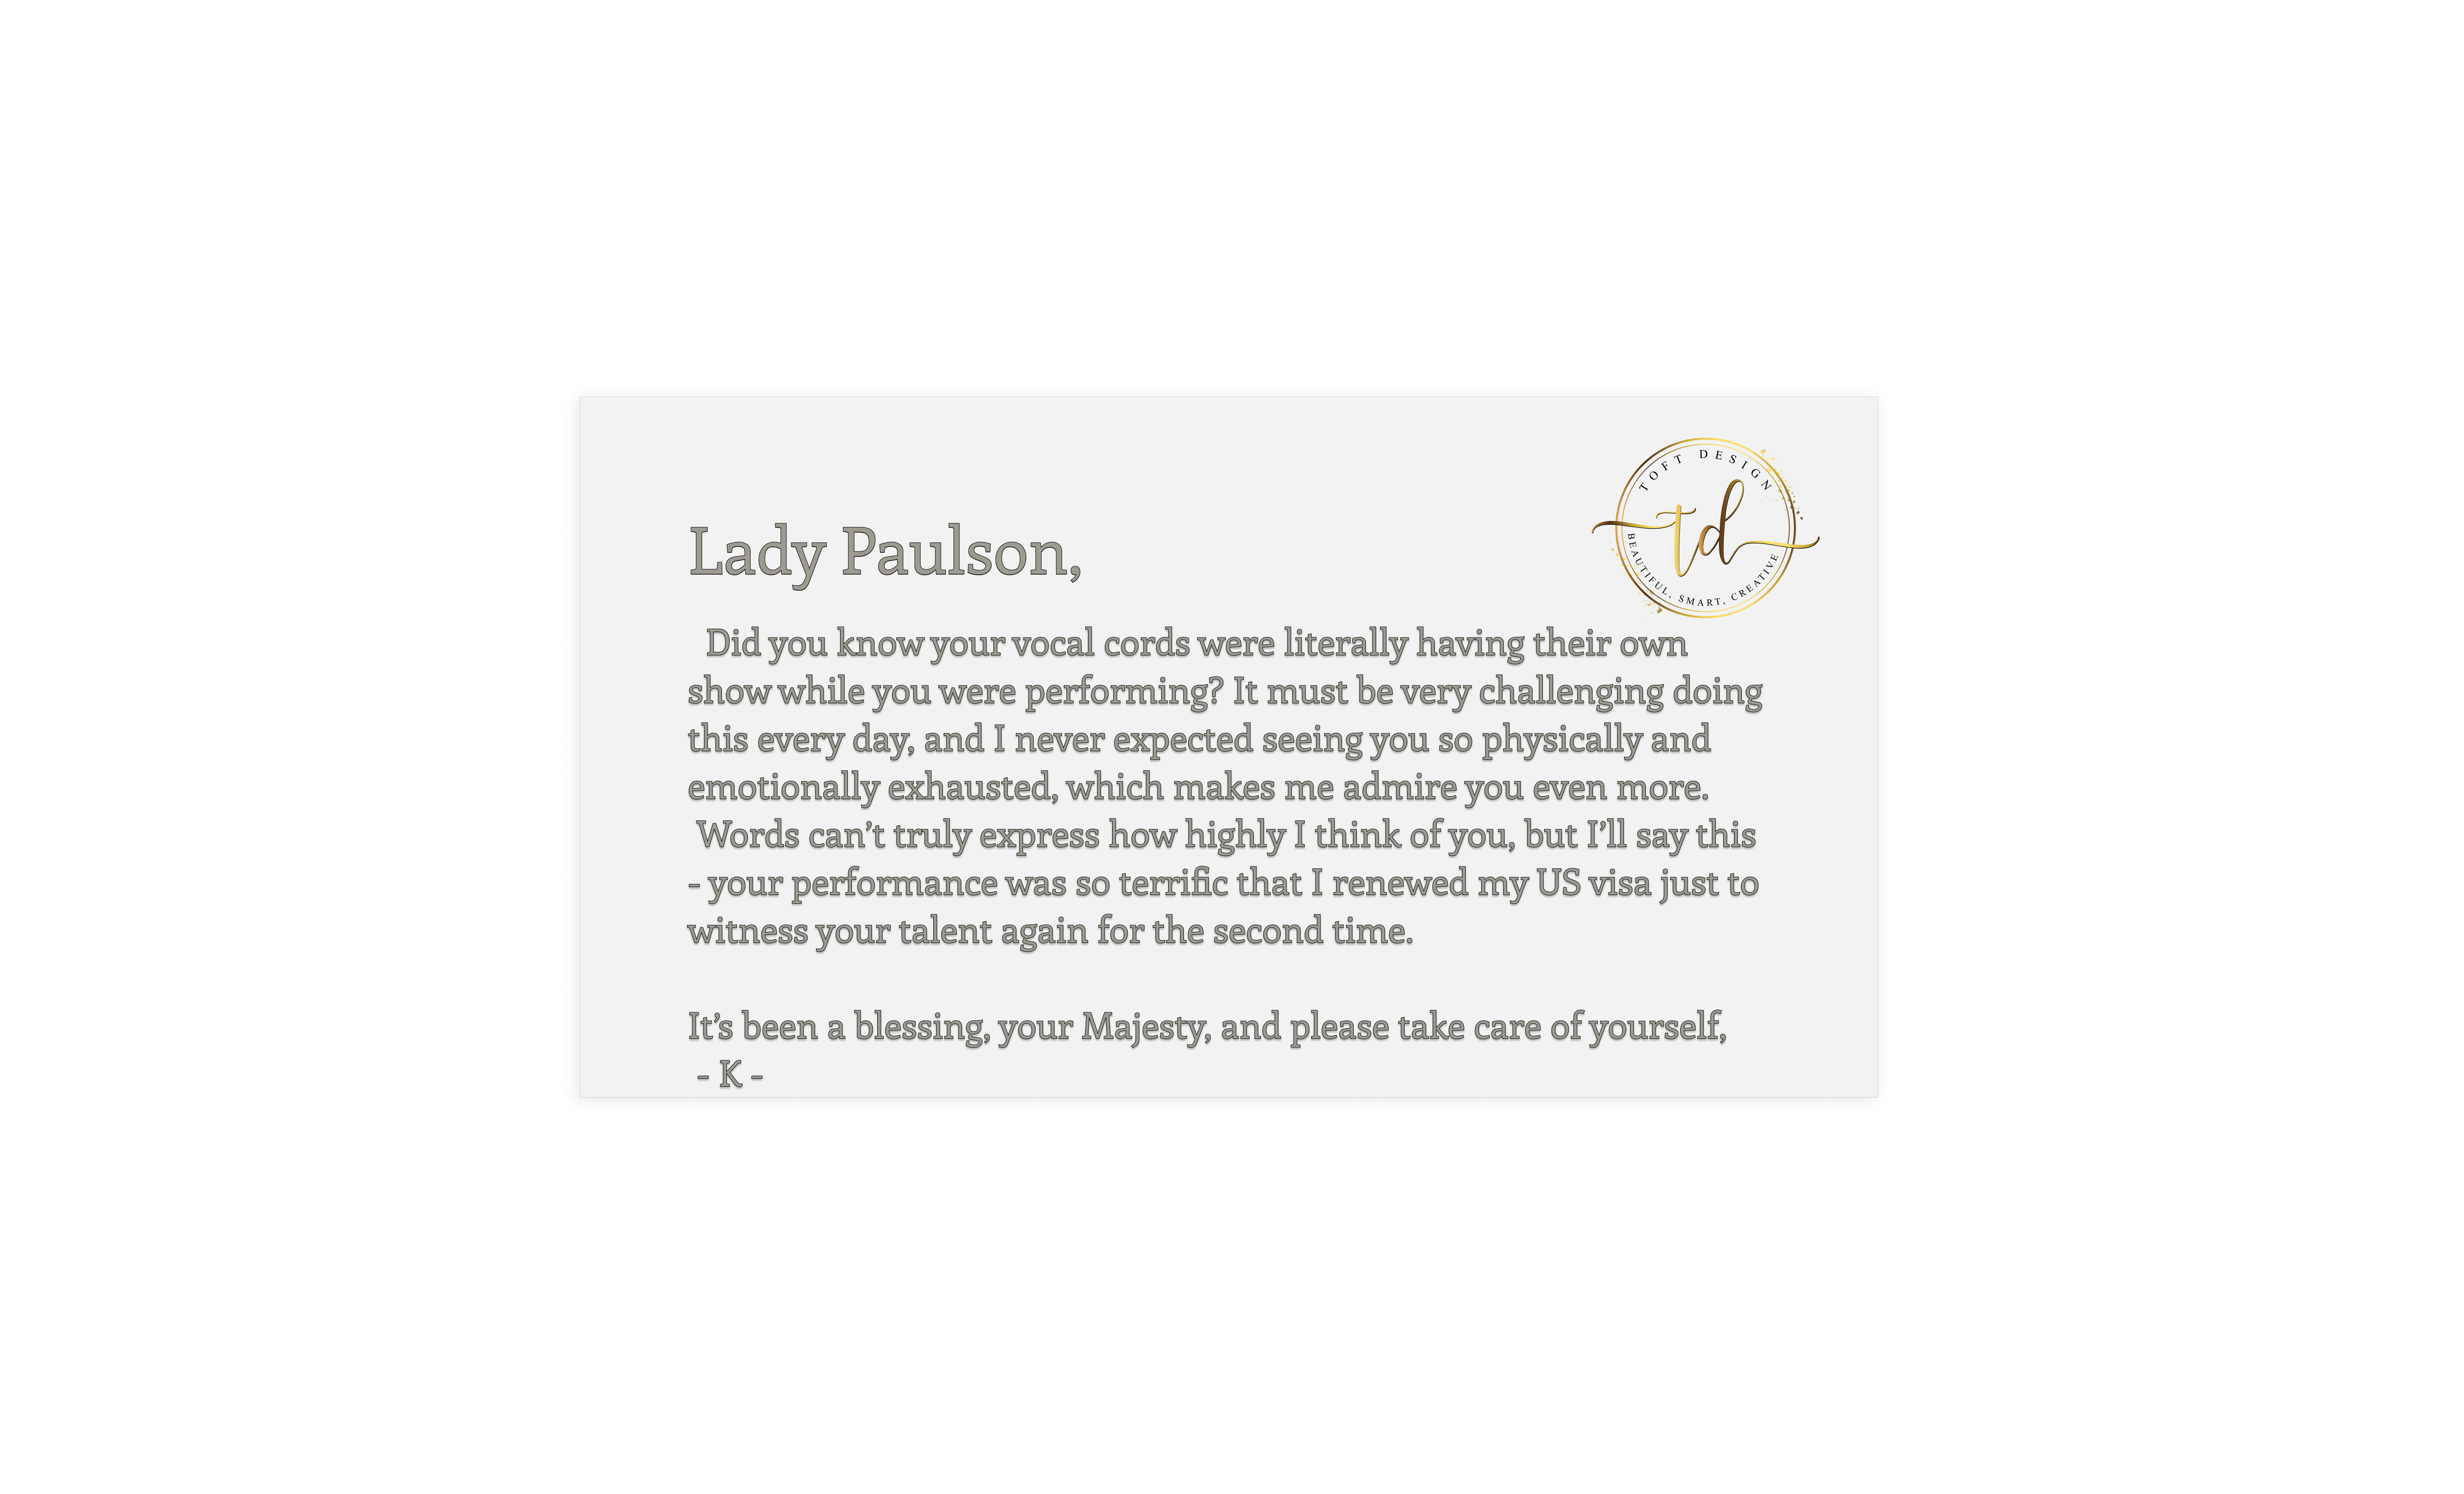 TOFT DESIGN
td
BEAUTIFUL, SMART, CREATIVE
Lady Paulson,
Did you know your vocal cords were literally having their own
show while you were performing? It must be very challenging doing
this every day, and I never expected seeing you so physically and
emotionally exhausted, which makes me admire you even more.
Words can’t truly express how highly I think of you, but I’ll say this
- your performance was so terrific that I renewed my US visa just to
witness your talent again for the second time.
It’s been a blessing, your Majesty, and please take care of yourself,
- K -